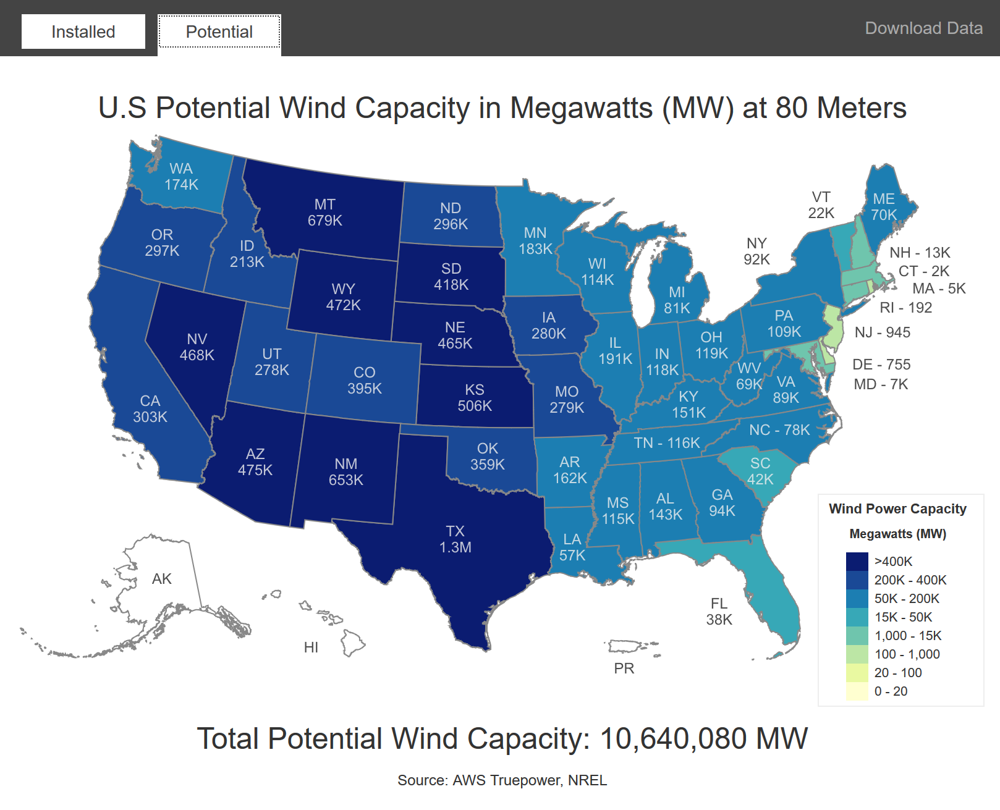 Installed
Potential
Download Data
U.S Potential Wind Capacity in Megawatts (MW) at 80 Meters
WA
174K
OR
297K
CA
303K
ID
213K
NV
468K
MT
679K
WY
472K
UT
278K
CO
395K
AZ
475K
NM
653K
ND
296K
SD
418K
NE
465K
KS
506K
OK
359K
TX
1.3M
MN
183K
IA
280K
MO
279K
AR
162K
LA
57K
WI
114K
IL
191K
MI
81K
IN
118K
OH
119K
KY
151K
TN - 116K
MS
115K
AL
143K
GA
94K
FL
38K
SC
42K
NC - 78K
VA
89K
WV
69K
PA
109K
NY
92K
VT
22K
ME
70K
NH - 13K
CT - 2K
MA - 5K
RI - 192
NJ - 945
DE - 755
MD - 7K
AK
HI
PR
Wind Power Capacity
Megawatts (MW)
>400K
200K - 400K
50K - 200K
15K - 50K
1,000 - 15K
100 - 1,000
20 - 100
0 - 20
Total Potential Wind Capacity: 10,640,080 MW
Source: AWS Truepower, NREL